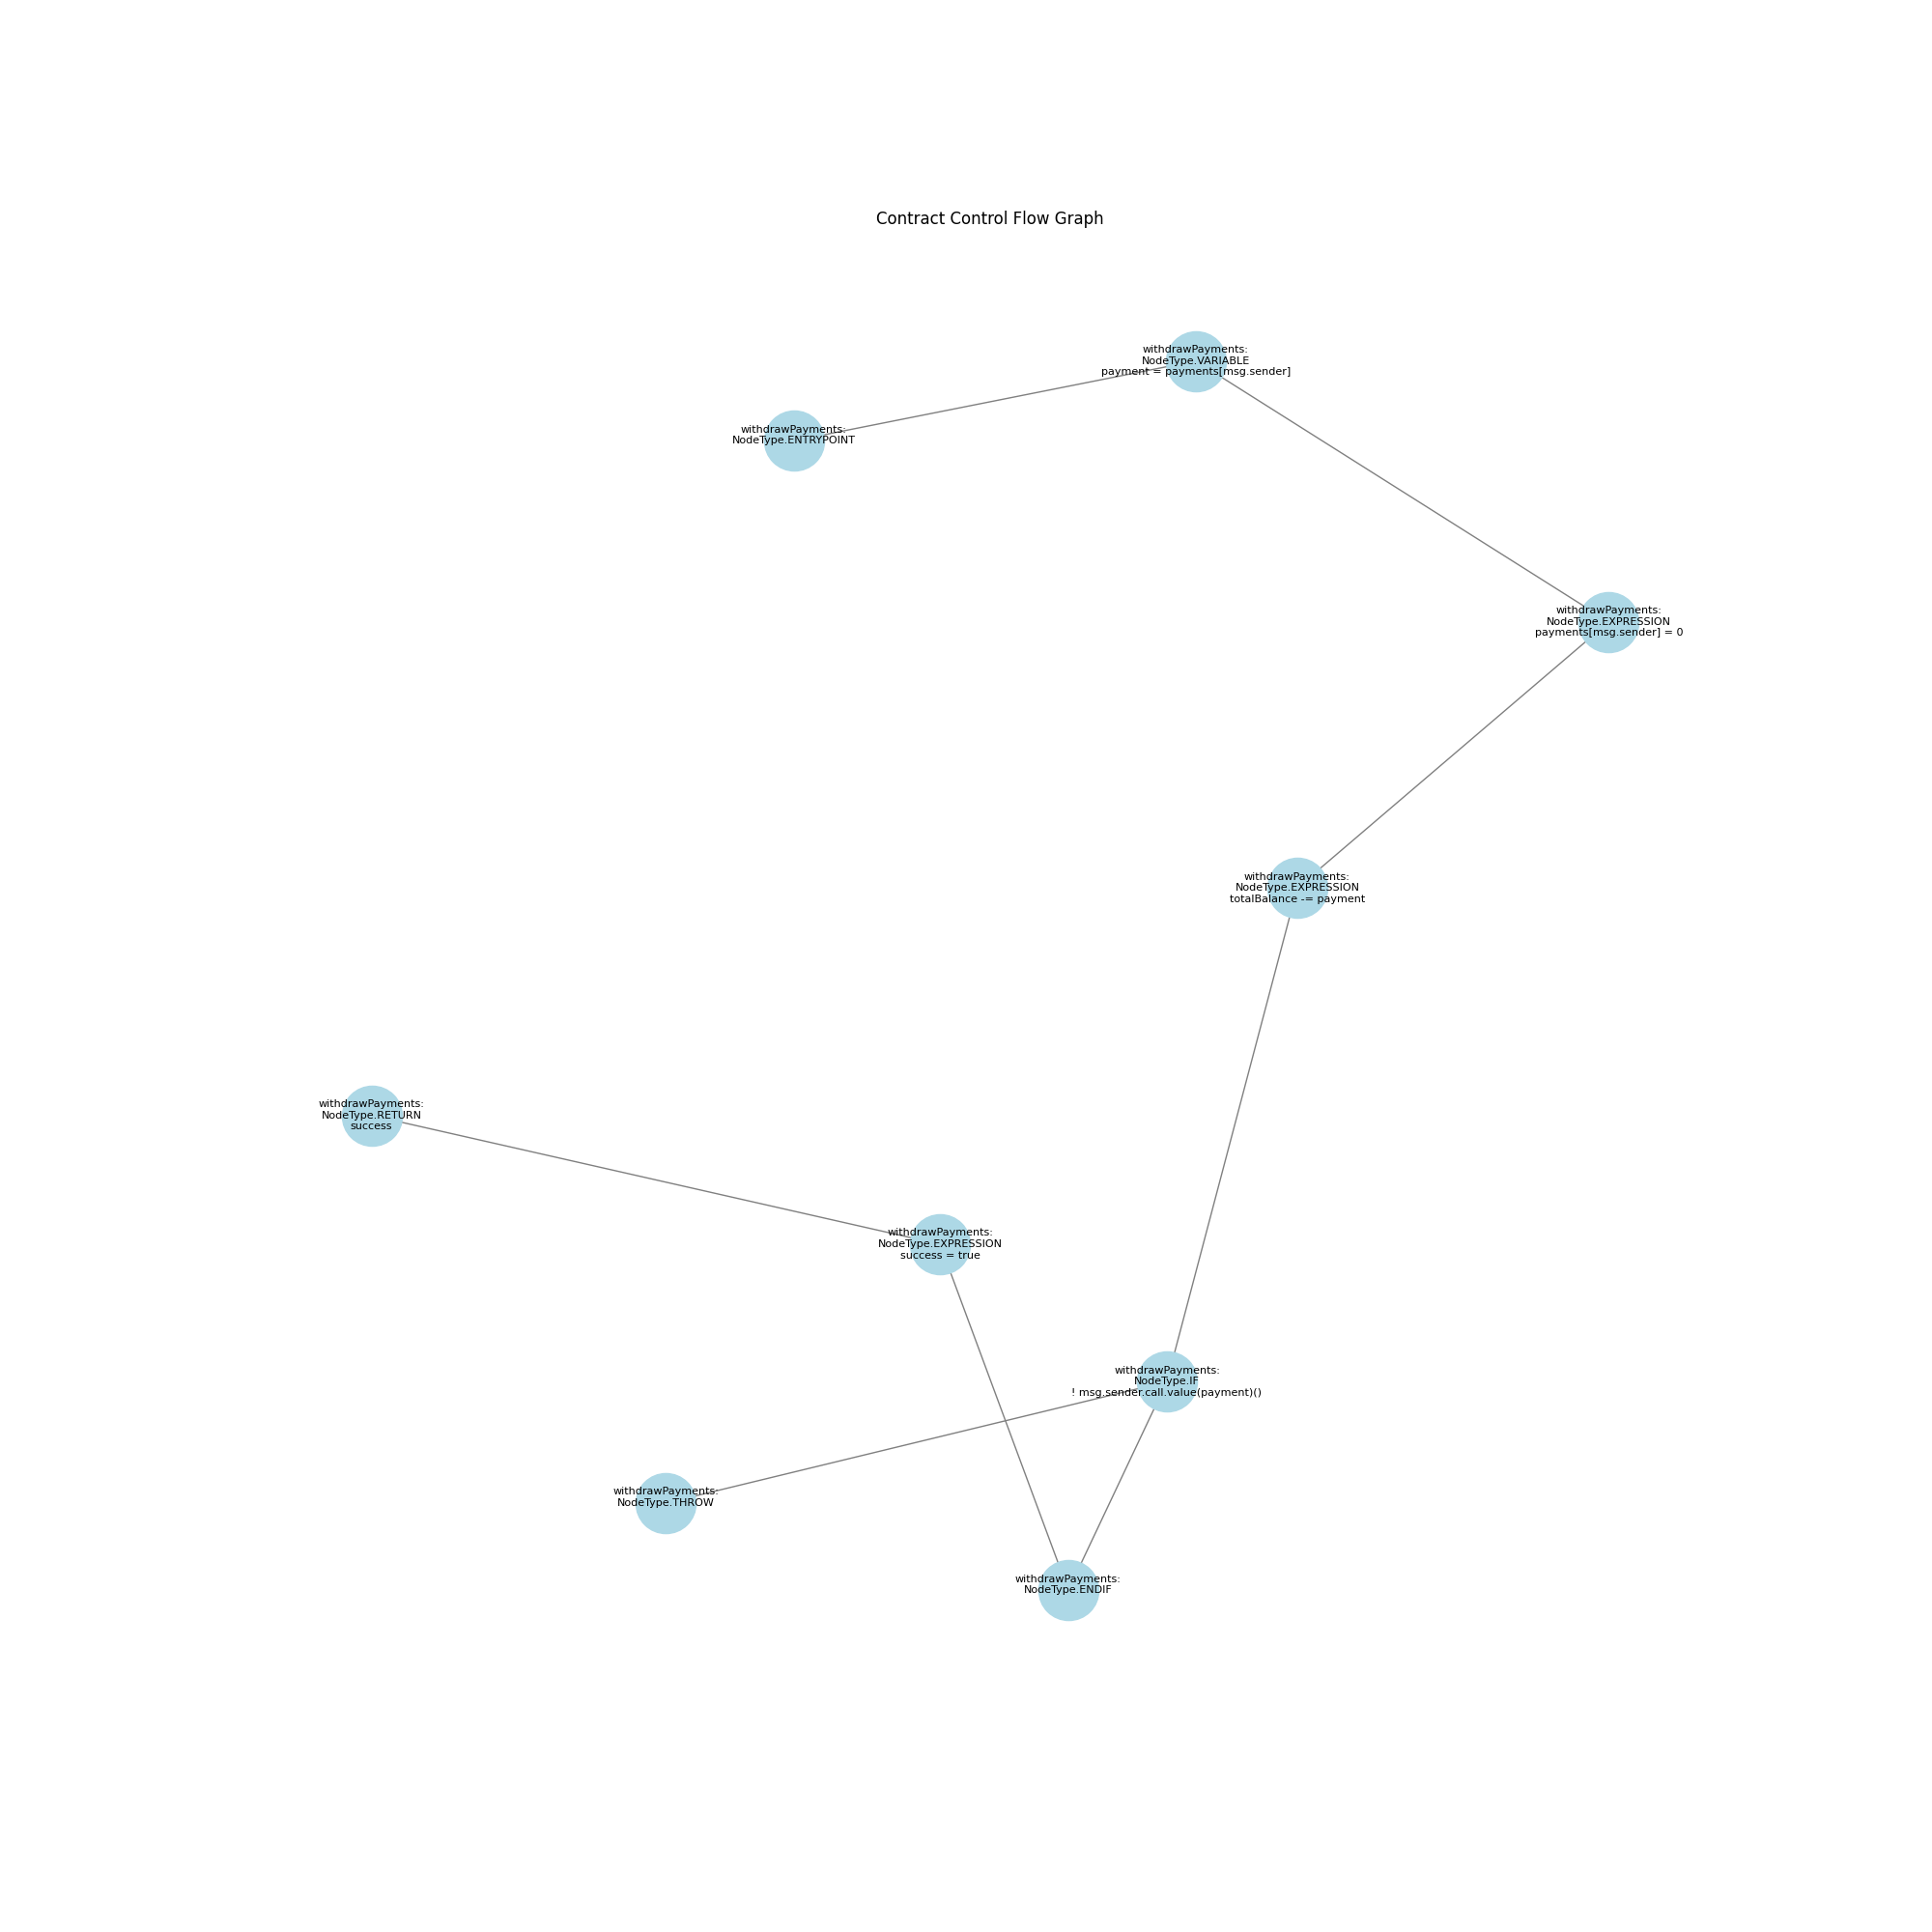 Contract Control Flow Graph
withdrawPayments:
NodeType.VARIABLE
payment = payments[msg.sender]
withdrawPayments:
NodeType.ENTRYPOINT
withdrawPayments:
NodeType.EXPRESSION
payments[msg.sender] = 0
withdrawPayments:
NodeType.EXPRESSION
totalBalance -= payment
withdrawPayments:
NodeType.RETURN
success
withdrawPayments:
NodeType.EXPRESSION
success = true
withdrawPayments:
NodeType.IF
! msg.sender.call.value(payment)()
withdrawPayments:
NodeType.THROW
withdrawPayments:
NodeType.ENDIF